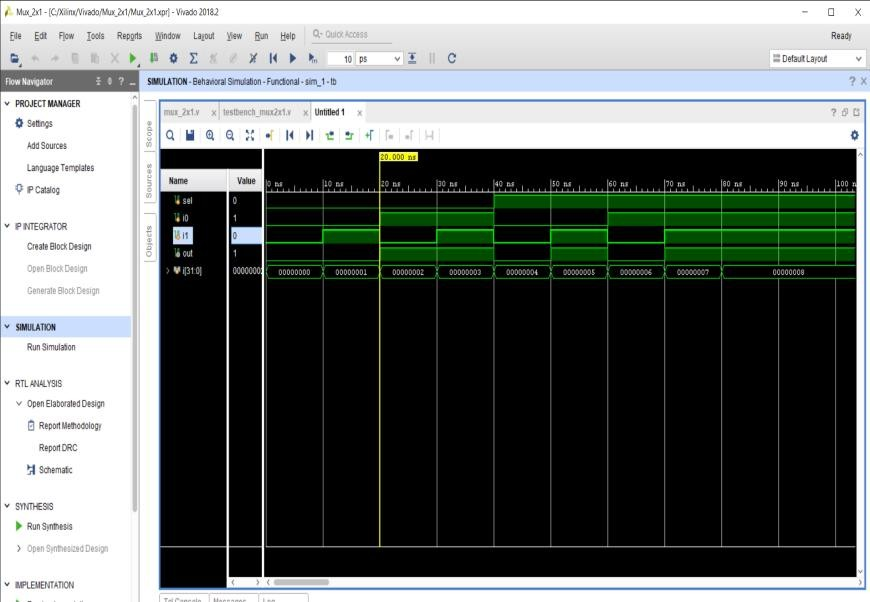 Mux_2x1 - [C:/Xilinx/Vivado/Mux_2x1/Mux_2x1.xpr] - Vivado 2018.2
File Edit Flow Tools Reports Window Layout View Run Help Quick Access Ready
10 ps Default Layout
Flow Navigator ? SIMULATION - Behavioral Simulation - Functional - sim_1 - tb ? X
PROJECT MANAGER
Settings
Add Sources
Language Templates
IP Catalog
IP INTEGRATOR
Create Block Design
Open Block Design
Generate Block Design
SIMULATION
Run Simulation
RTL ANALYSIS
Open Elaborated Design
Report Methodology
Report DRC
Schematic
SYNTHESIS
Run Synthesis
Open Synthesized Design
IMPLEMENTATION
Scope
Sources
Objects
mux_2x1.v x testbench_mux2x1.v x Untitled 1 x ?
20.000 ns
Name Value 0 ns 10 ns 20 ns 30 ns 40 ns 50 ns 60 ns 70 ns 80 ns 90 ns 100 n
sel 0
i0 1
i1 0
out 1
i[31:0] 0000000 00000000 00000001 00000002 00000003 00000004 00000005 00000006 00000007 00000008
Tcl Console Messages Log